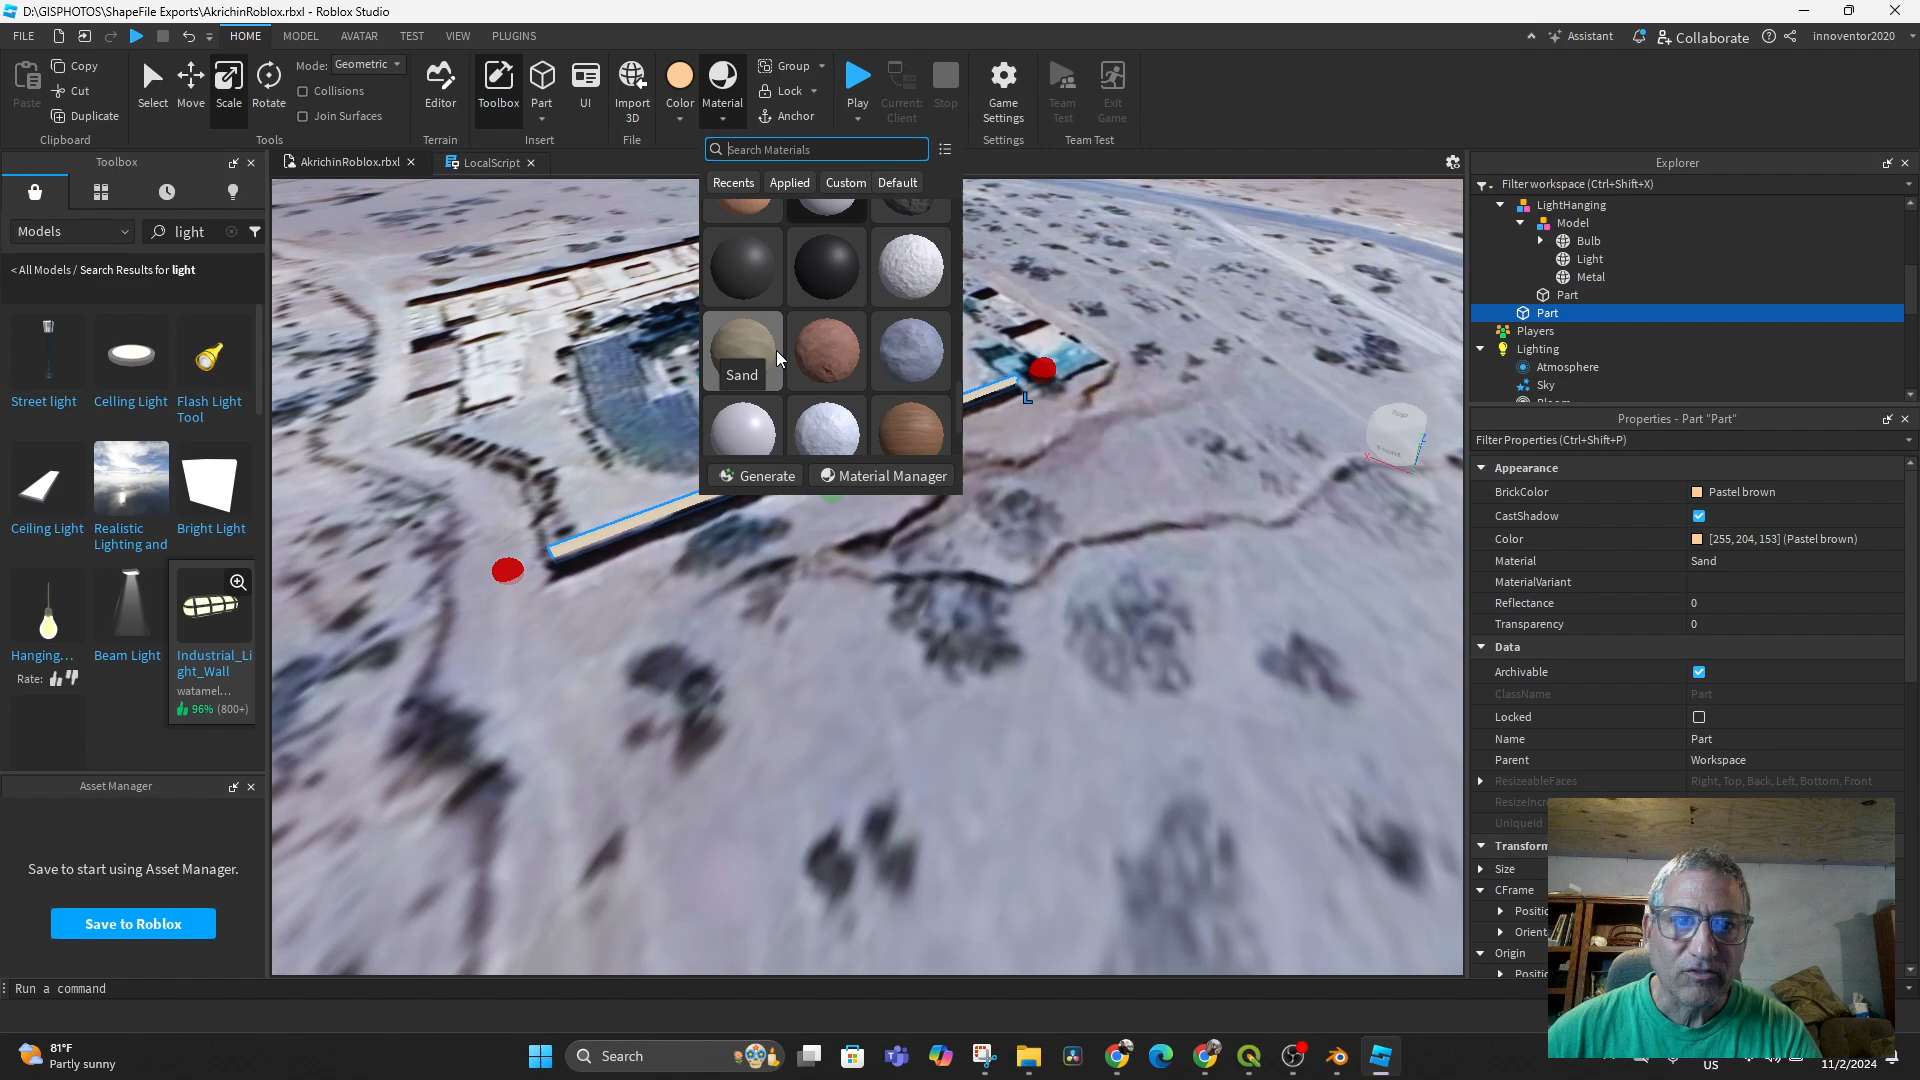 D:\GISPHOTOS\ShapeFile Exports\AkrichinRoblox.rbxl - Roblox Studio
FILE HOME MODEL AVATAR TEST VIEW PLUGINS Assistant Collaborate innoventor2020
Paste Copy Cut Duplicate Clipboard
Select Move Scale Rotate Mode: Geometric Collisions Join Surfaces Tools
Editor Terrain
Toolbox Part UI Insert
Import 3D File
Color Material Group Lock Anchor
Play Current: Client Stop
Game Settings Settings
Team Test Exit Game Team Test
Toolbox
Models light
< All Models / Search Results for light
Street light Celling Light Flash Light Tool
Ceiling Light Realistic Lighting and Bright Light
Hanging... Beam Light Industrial_Li ght_Wall
Rate: watamel...
96% (800+)
Asset Manager
Save to start using Asset Manager.
Save to Roblox
AkrichinRoblox.rbxl LocalScript
Search Materials
Recents Applied Custom Default
Sand
Generate Material Manager
L
Explorer
Filter workspace (Ctrl+Shift+X)
LightHanging
Model
Bulb
Light
Metal
Part
Part
Players
Lighting
Atmosphere
Sky
Properties - Part "Part"
Filter Properties (Ctrl+Shift+P)
Appearance
BrickColor Pastel brown
CastShadow
Color [255, 204, 153] (Pastel brown)
Material Sand
MaterialVariant
Reflectance 0
Transparency 0
Data
Archivable
ClassName Part
Locked
Name Part
Parent Workspace
ResizeableFaces Right, Top, Back, Left, Bottom, Front
UniqueId
Size
CFrame
Origin
Run a command
81°F
Partly sunny
Search
US
11/2/2024